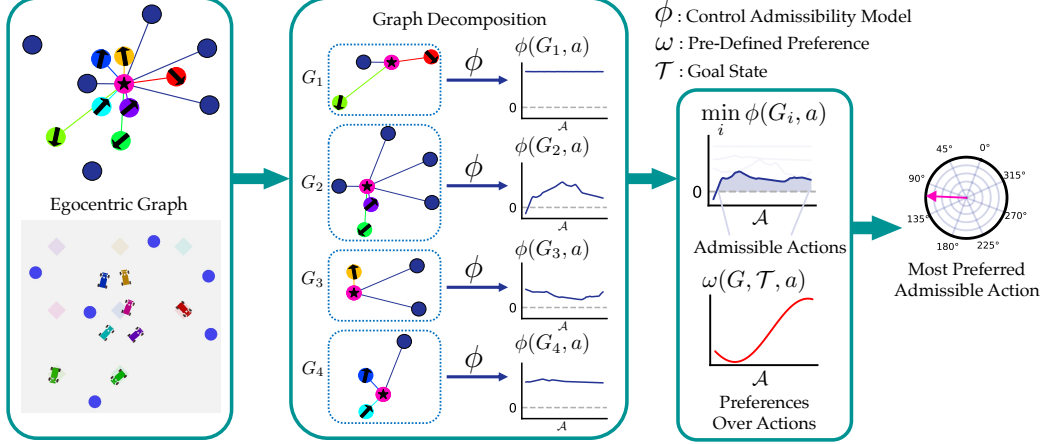 Egocentric Graph
Graph Decomposition
G₁
ϕ
ϕ(G₁, a)
0
𝒜
G₂
ϕ
ϕ(G₂, a)
0
𝒜
G₃
ϕ
ϕ(G₃, a)
0
𝒜
G₄
ϕ
ϕ(G₄, a)
0
𝒜
ϕ : Control Admissibility Model
ω : Pre-Defined Preference
𝒯 : Goal State
min ϕ(Gᵢ, a)
i
0
𝒜
Admissible Actions
ω(G, 𝒯, a)
𝒜
Preferences
Over Actions
45° 0°
90° 315°
135° 270°
180° 225°
Most Preferred
Admissible Action